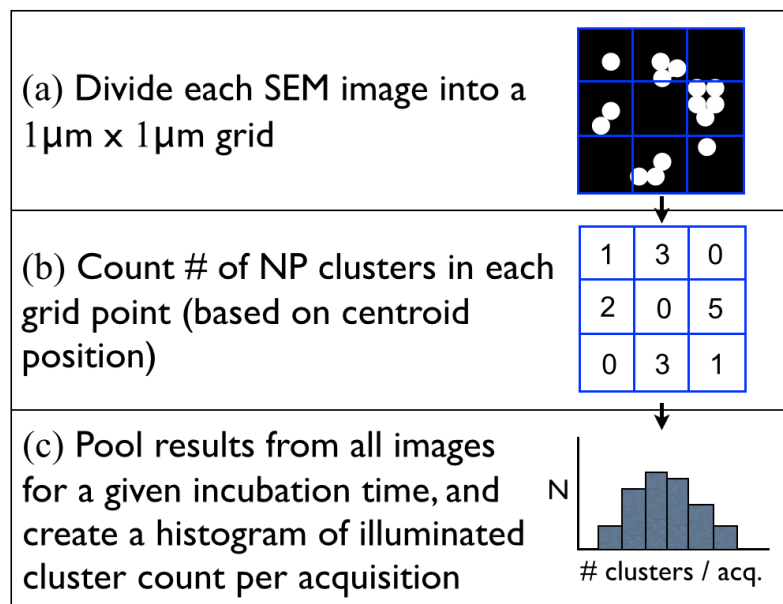 (a) Divide each SEM image into a
1μm x 1μm grid
(b) Count # of NP clusters in each
grid point (based on centroid
position)
1 3 0
2 0 5
0 3 1
(c) Pool results from all images
for a given incubation time, and
create a histogram of illuminated
cluster count per acquisition
N
# clusters / acq.